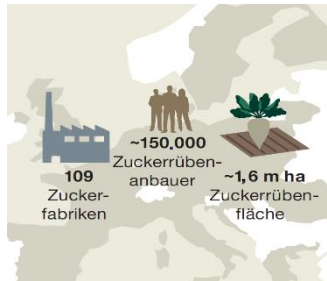 109
Zucker-
fabriken
~150.000
Zuckerrüben-
anbauer
~1,6 m ha
Zuckerrüben-
fläche